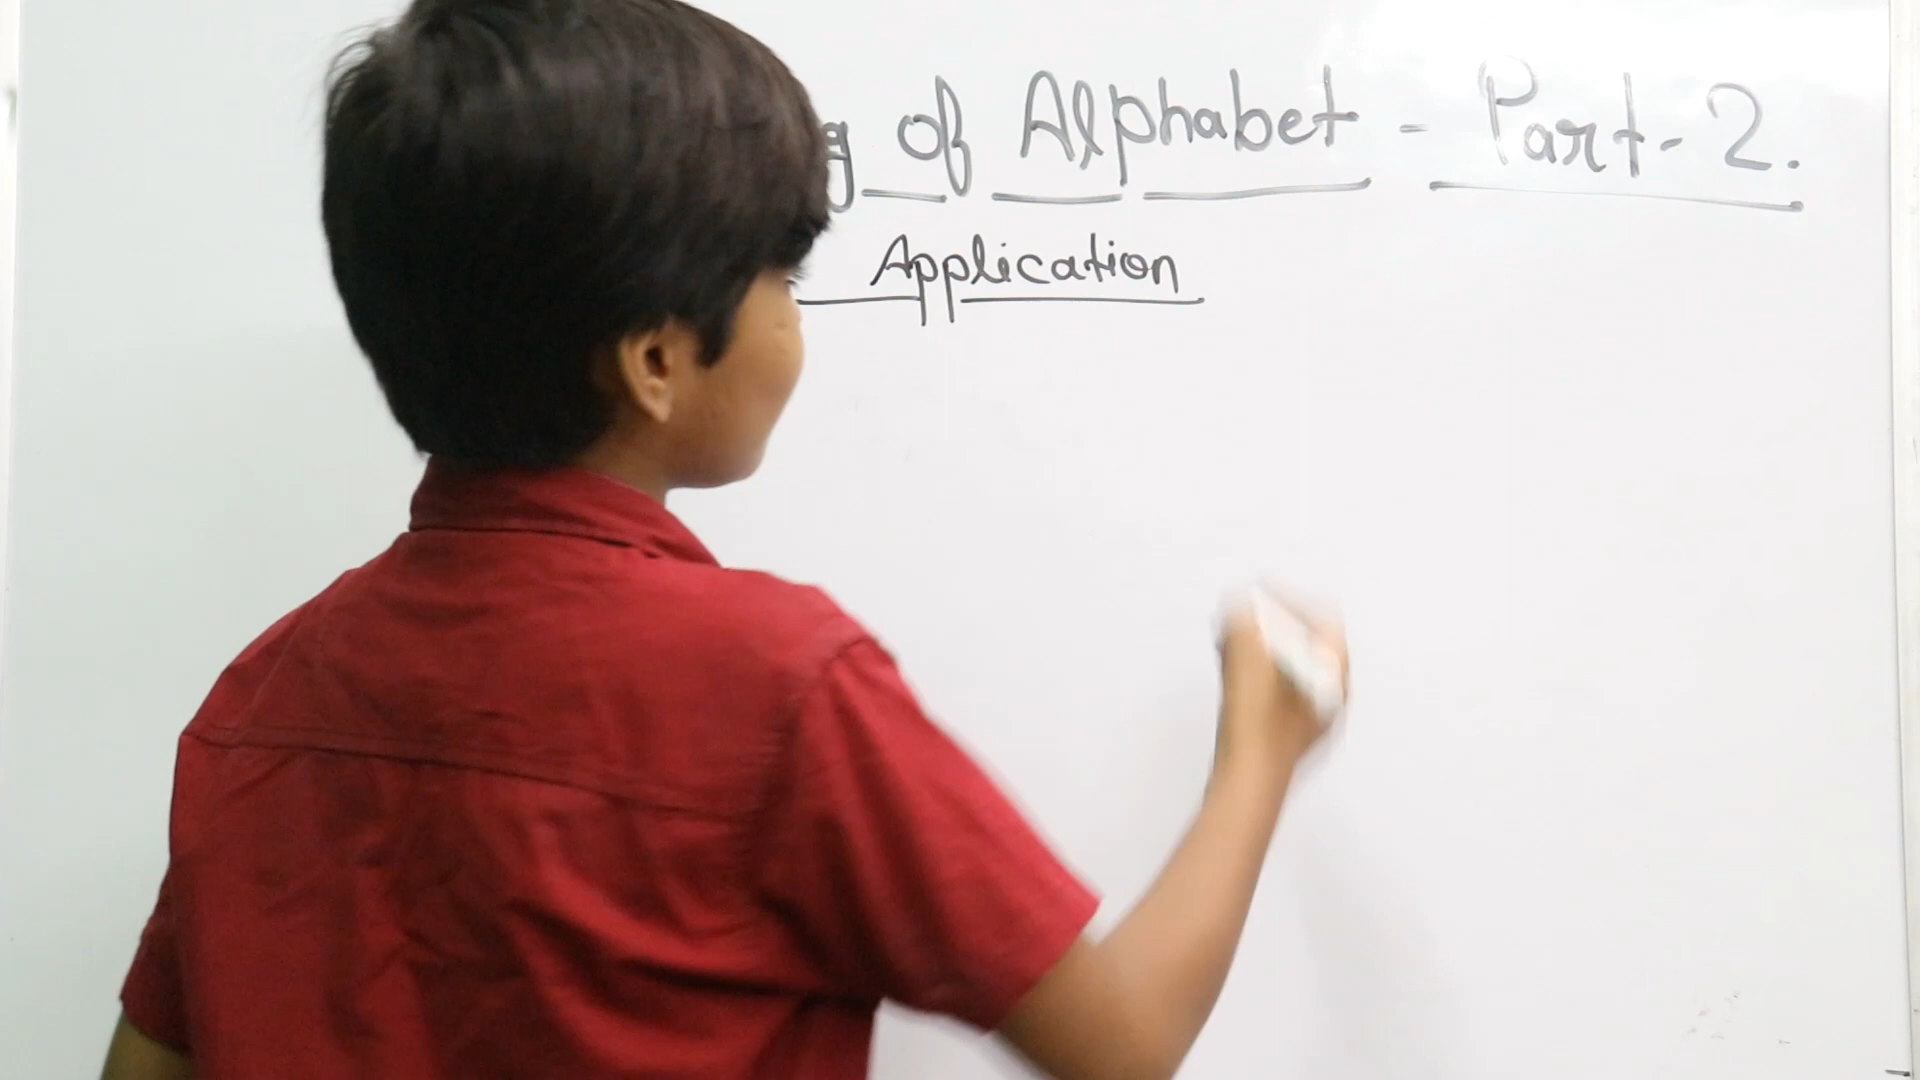 of Alphabet - Part - 2.
Application